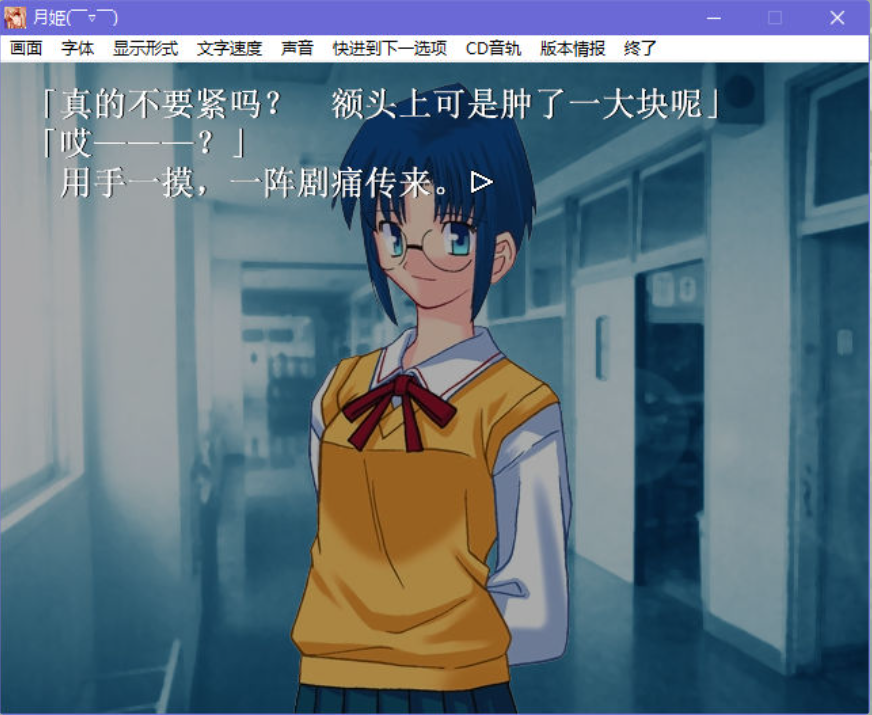 月姫(￣▽￣)
画面 字体 显示形式 文字速度 声音 快进到下一选项 CD音轨 版本情报 终了
「真的不要紧吗？　额头上可是肿了一大块呢」
「哎———？」
用手一摸，一阵剧痛传来。